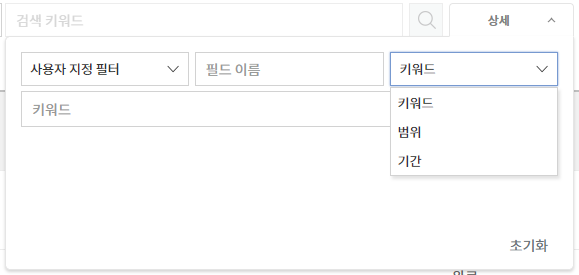 검색 키워드 상세
사용자 지정 필터 필드 이름 키워드
키워드 키워드
범위
기간
초기화